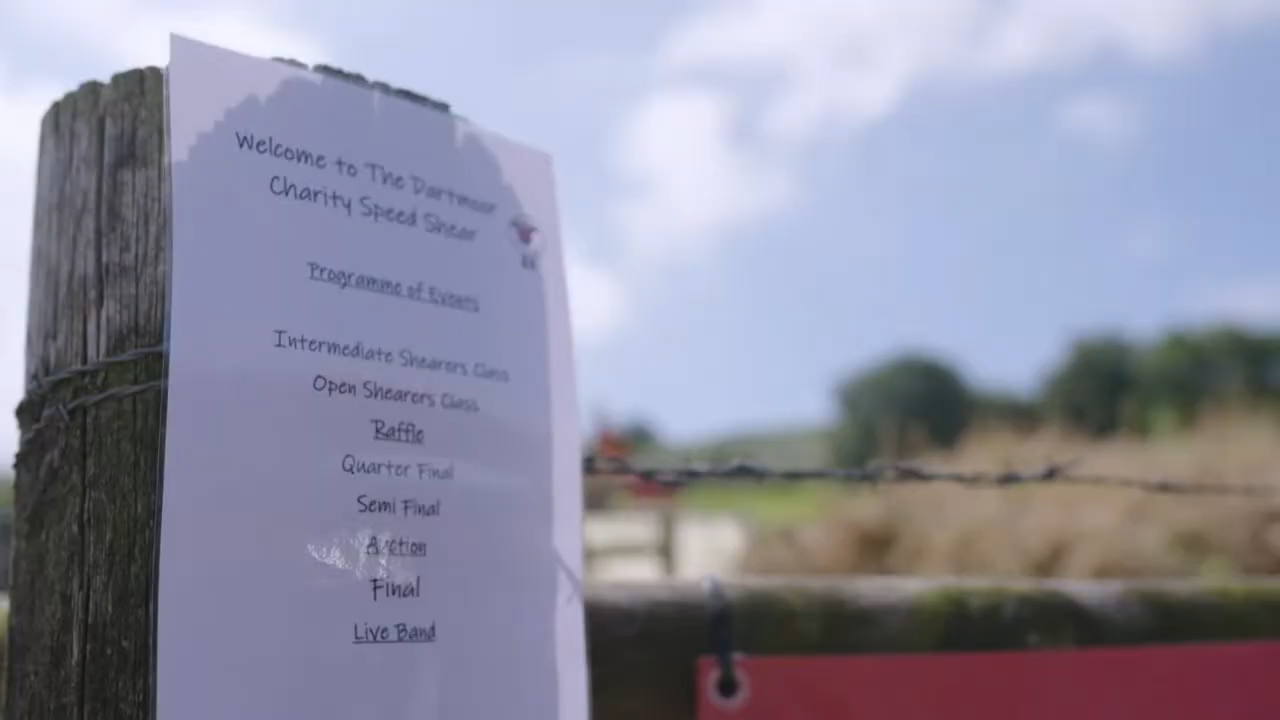 Welcome to The Dartmoor
Charity Speed Shear
Programme of Events
Intermediate Shearers Class
Open Shearers Class
Raffle
Quarter Final
Semi Final
Auction
Final
Live Band